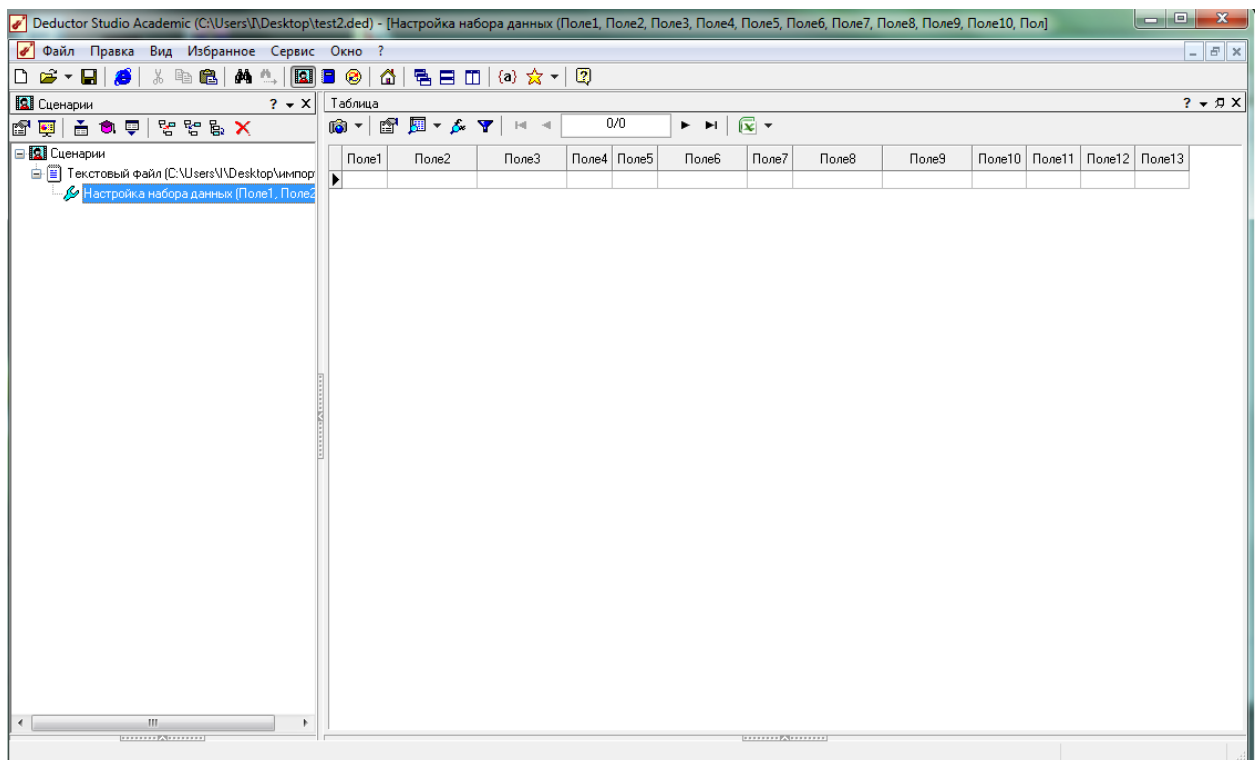 Deductor Studio Academic (C:\Users\I\Desktop\test2.ded) - [Настройка набора данных (Поле1, Поле2, Поле3, Поле4, Поле5, Поле6, Поле7, Поле8, Поле9, Поле10, Пол]
Файл Правка Вид Избранное Сервис Окно ?
{a} ?
Сценарии ? X Таблица ? X
0/0
Сценарии
Текстовый файл (C:\Users\I\Desktop\импор
Настройка набора данных (Поле1, Поле2
Поле1 Поле2 Поле3 Поле4 Поле5 Поле6 Поле7 Поле8 Поле9 Поле10 Поле11 Поле12 Поле13